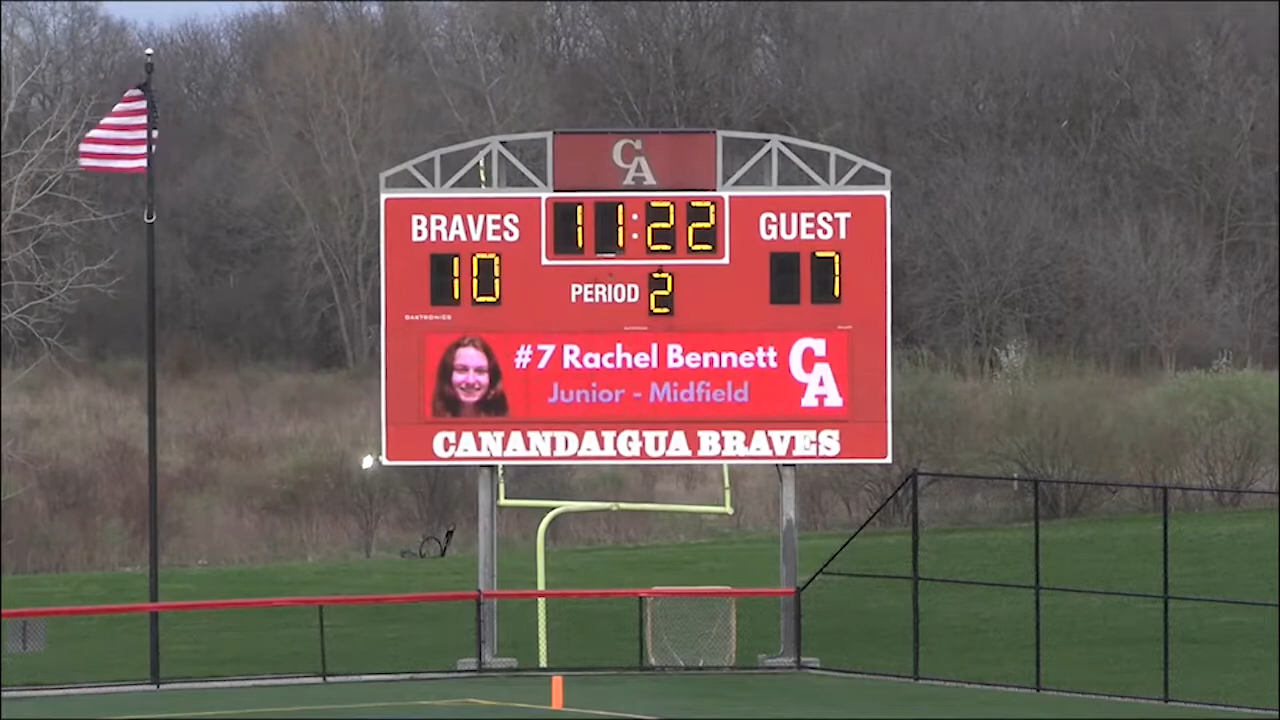 CA
BRAVES 11:22 GUEST
10 PERIOD 2 7
DAKTRONICS
#7 Rachel Bennett CA
Junior - Midfield
CANANDAIGUA BRAVES